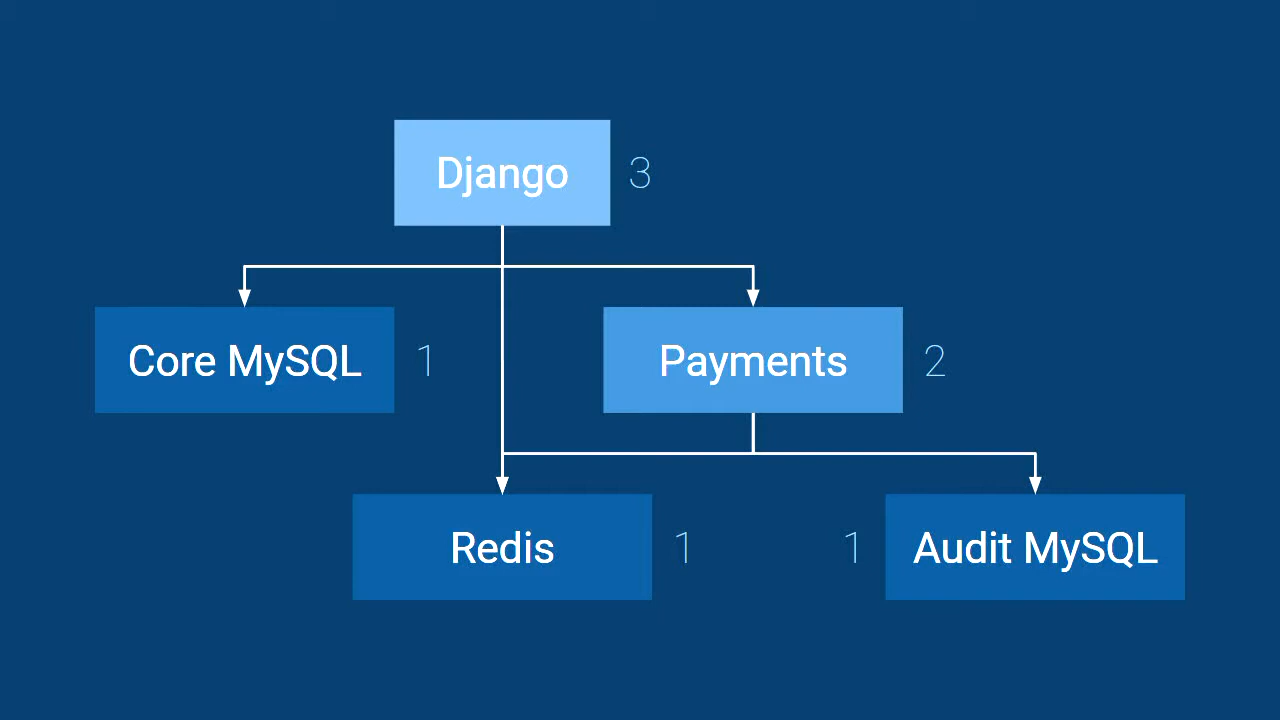 Django
3
Core MySQL
1
Payments
2
Redis
1
1
Audit MySQL